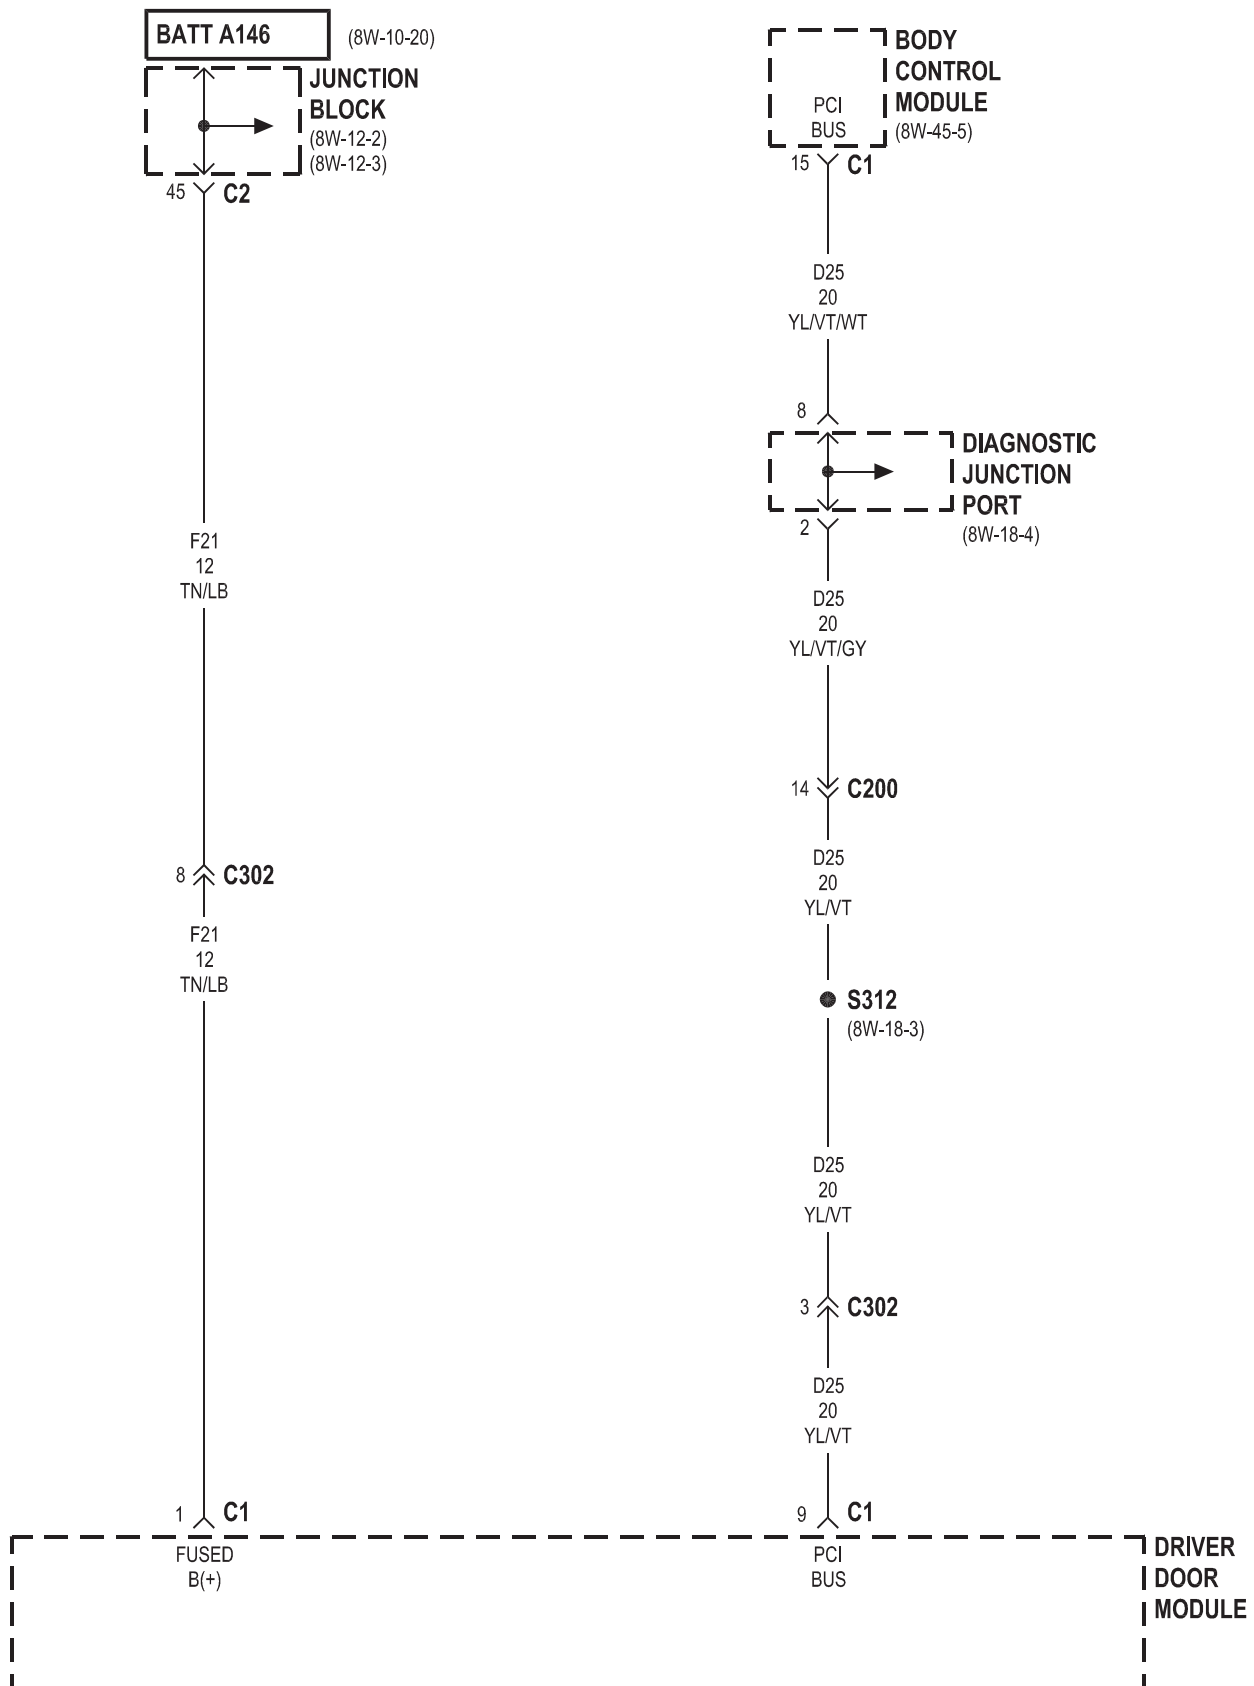 BATT A146
(8W-10-20)
JUNCTION
BLOCK
(8W-12-2)
(8W-12-3)
45
C2
F21
12
TN/LB
8
C302
F21
12
TN/LB
1
C1
FUSED
B(+)
BODY
CONTROL
MODULE
(8W-45-5)
PCI
BUS
15
C1
D25
20
YL/VT/WT
8
DIAGNOSTIC
JUNCTION
PORT
(8W-18-4)
2
D25
20
YL/VT/GY
14
C200
D25
20
YL/VT
S312
(8W-18-3)
D25
20
YL/VT
3
C302
D25
20
YL/VT
9
C1
PCI
BUS
DRIVER
DOOR
MODULE